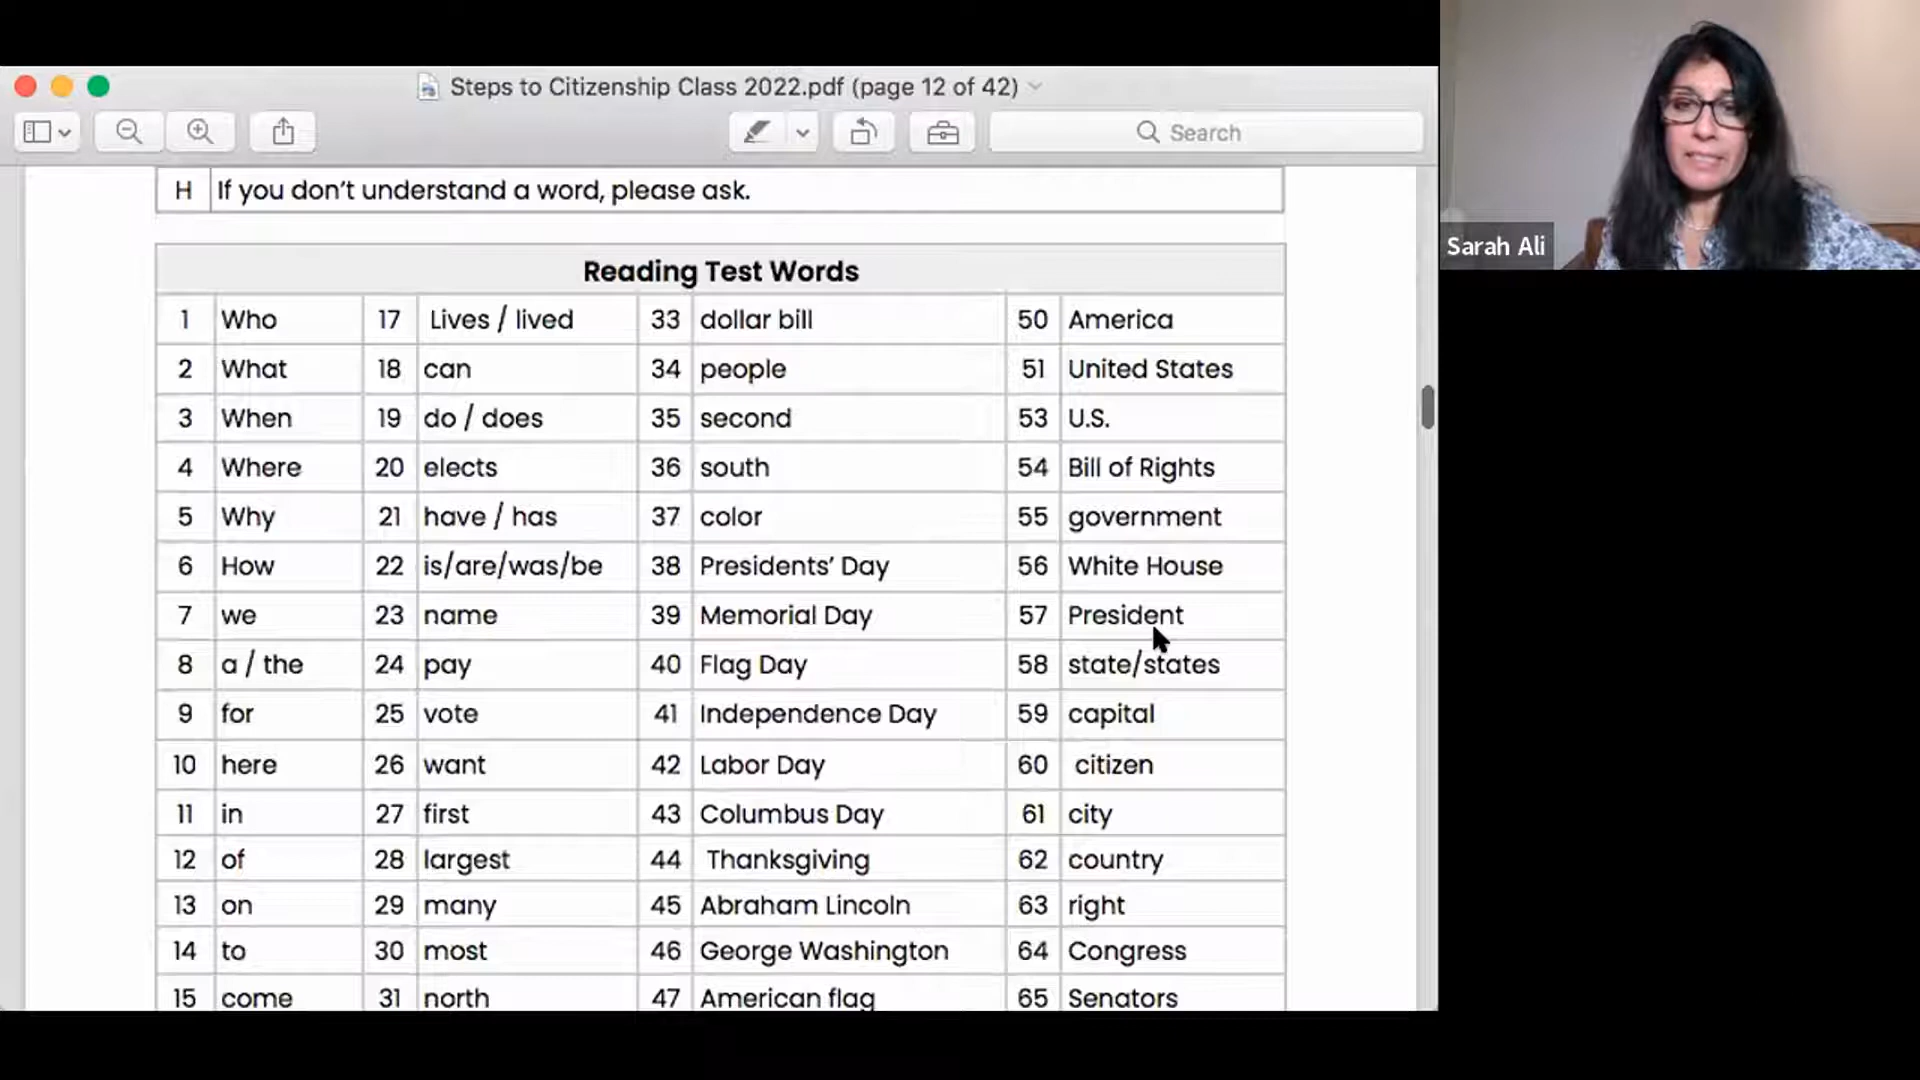 Steps to Citizenship Class 2022.pdf (page 12 of 42)
Search
Sarah Ali
H If you don't understand a word, please ask.
Reading Test Words
1 Who 17 Lives / lived 33 dollar bill 50 America
2 What 18 can 34 people 51 United States
3 When 19 do / does 35 second 53 U.S.
4 Where 20 elects 36 south 54 Bill of Rights
5 Why 21 have / has 37 color 55 government
6 How 22 is/are/was/be 38 Presidents' Day 56 White House
7 we 23 name 39 Memorial Day 57 President
8 a / the 24 pay 40 Flag Day 58 state/states
9 for 25 vote 41 Independence Day 59 capital
10 here 26 want 42 Labor Day 60 citizen
11 in 27 first 43 Columbus Day 61 city
12 of 28 largest 44 Thanksgiving 62 country
13 on 29 many 45 Abraham Lincoln 63 right
14 to 30 most 46 George Washington 64 Congress
15 come 31 north 47 American flag 65 Senators